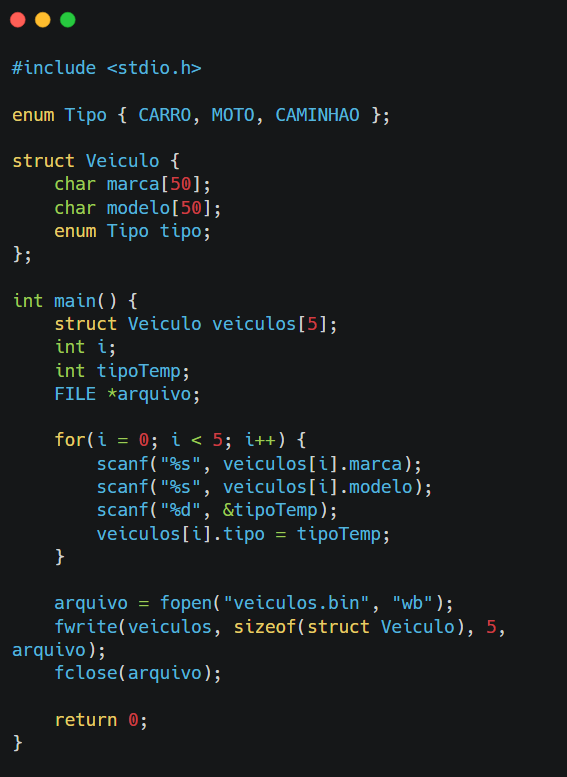 #include <stdio.h>

enum Tipo { CARRO, MOTO, CAMINHAO };

struct Veiculo {
    char marca[50];
    char modelo[50];
    enum Tipo tipo;
};

int main() {
    struct Veiculo veiculos[5];
    int i;
    int tipoTemp;
    FILE *arquivo;

    for(i = 0; i < 5; i++) {
        scanf("%s", veiculos[i].marca);
        scanf("%s", veiculos[i].modelo);
        scanf("%d", &tipoTemp);
        veiculos[i].tipo = tipoTemp;
    }

    arquivo = fopen("veiculos.bin", "wb");
    fwrite(veiculos, sizeof(struct Veiculo), 5,
arquivo);
    fclose(arquivo);

    return 0;
}